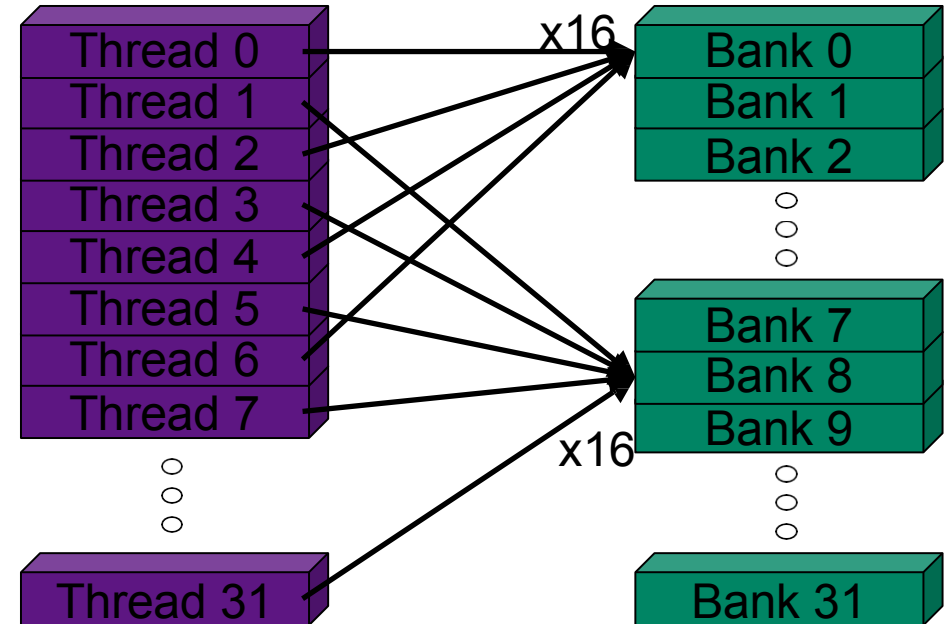 Thread 0
Thread 1
Thread 2
Thread 3
Thread 4
Thread 5
Thread 6
Thread 7
Thread 31
x16
x16
Bank 0
Bank 1
Bank 2
Bank 7
Bank 8
Bank 9
Bank 31